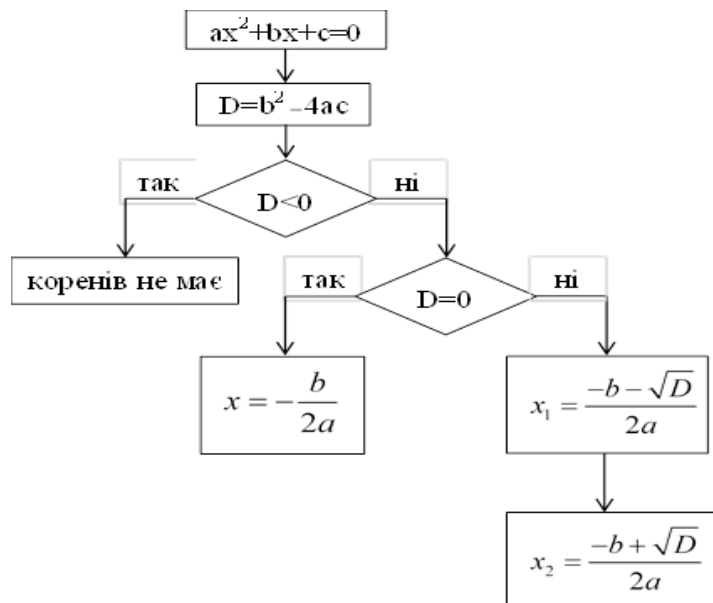 ax²+bx+c=0
D=b² –4ac
так
ні
D<0
коренів не має
так
ні
D=0
x = −b/2a
x₁ = (−b − √D)/2a
x₂ = (−b + √D)/2a